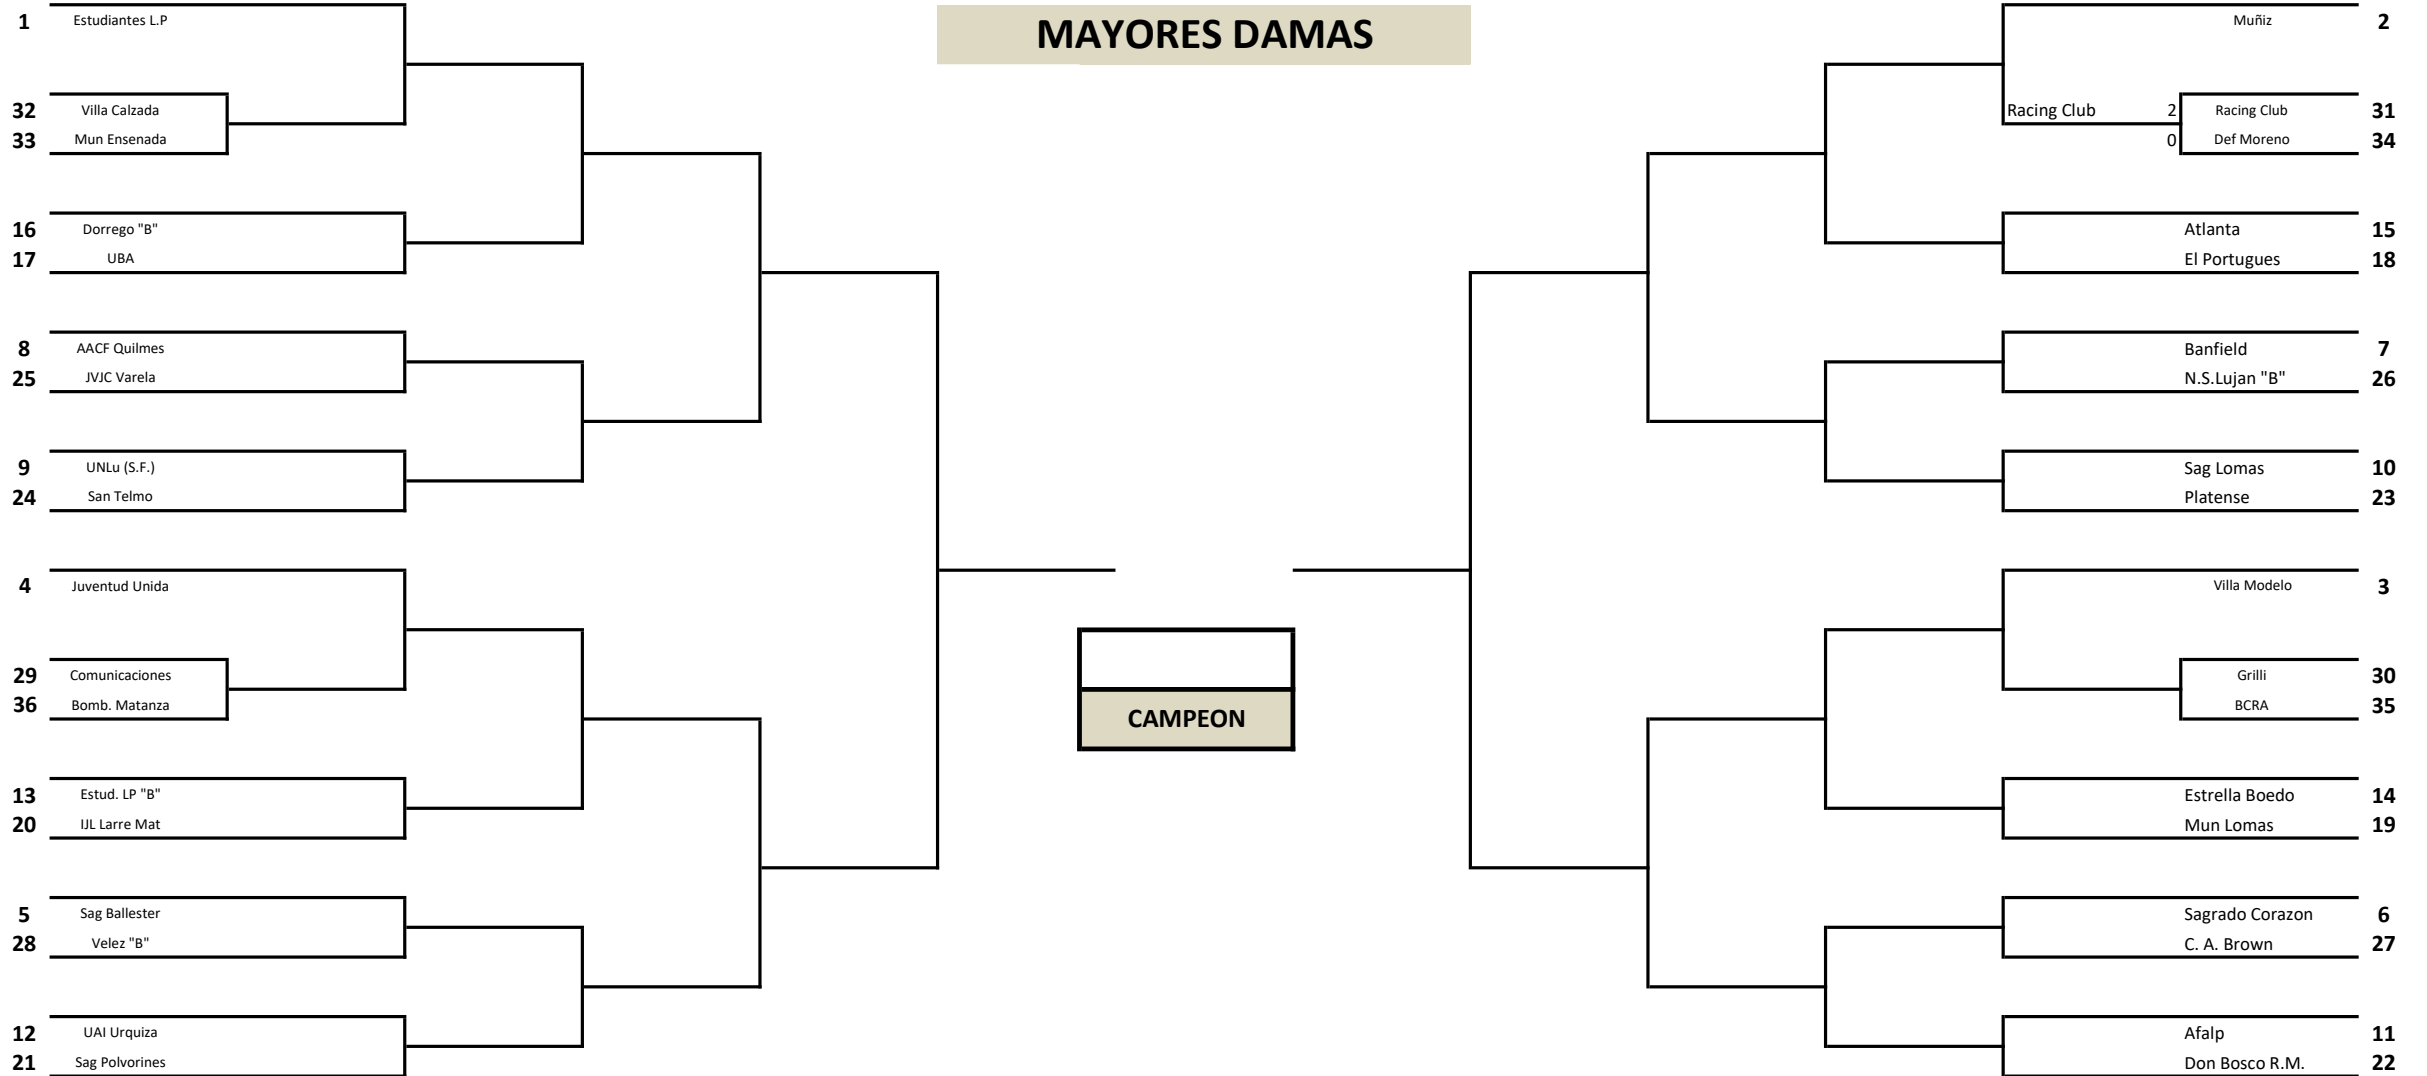 MAYORES DAMAS
1 Estudiantes L.P
32 Villa Calzada
33 Mun Ensenada
16 Dorrego "B"
17 UBA
8 AACF Quilmes
25 JVJC Varela
9 UNLu (S.F.)
24 San Telmo
4 Juventud Unida
29 Comunicaciones
36 Bomb. Matanza
13 Estud. LP "B"
20 IJL Larre Mat
5 Sag Ballester
28 Velez "B"
12 UAI Urquiza
21 Sag Polvorines
CAMPEON
Muñiz 2
Racing Club 2 Racing Club 31
0 Def Moreno 34
Atlanta 15
El Portugues 18
Banfield 7
N.S.Lujan "B" 26
Sag Lomas 10
Platense 23
Villa Modelo 3
Grilli 30
BCRA 35
Estrella Boedo 14
Mun Lomas 19
Sagrado Corazon 6
C. A. Brown 27
Afalp 11
Don Bosco R.M. 22